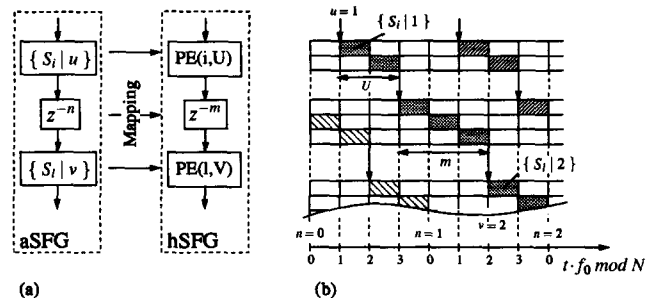 { S_i | u }
z^{-n}
{ S_l | v }
aSFG
Mapping
PE(i,U)
z^{-m}
PE(l,V)
hSFG
(a)
u=1
{ S_i | 1 }
U
m
{ S_l | 2 }
n=0
n=1
v=2
n=2
0 1 2 3 0 1 2 3 0
t·f_0 mod N
(b)